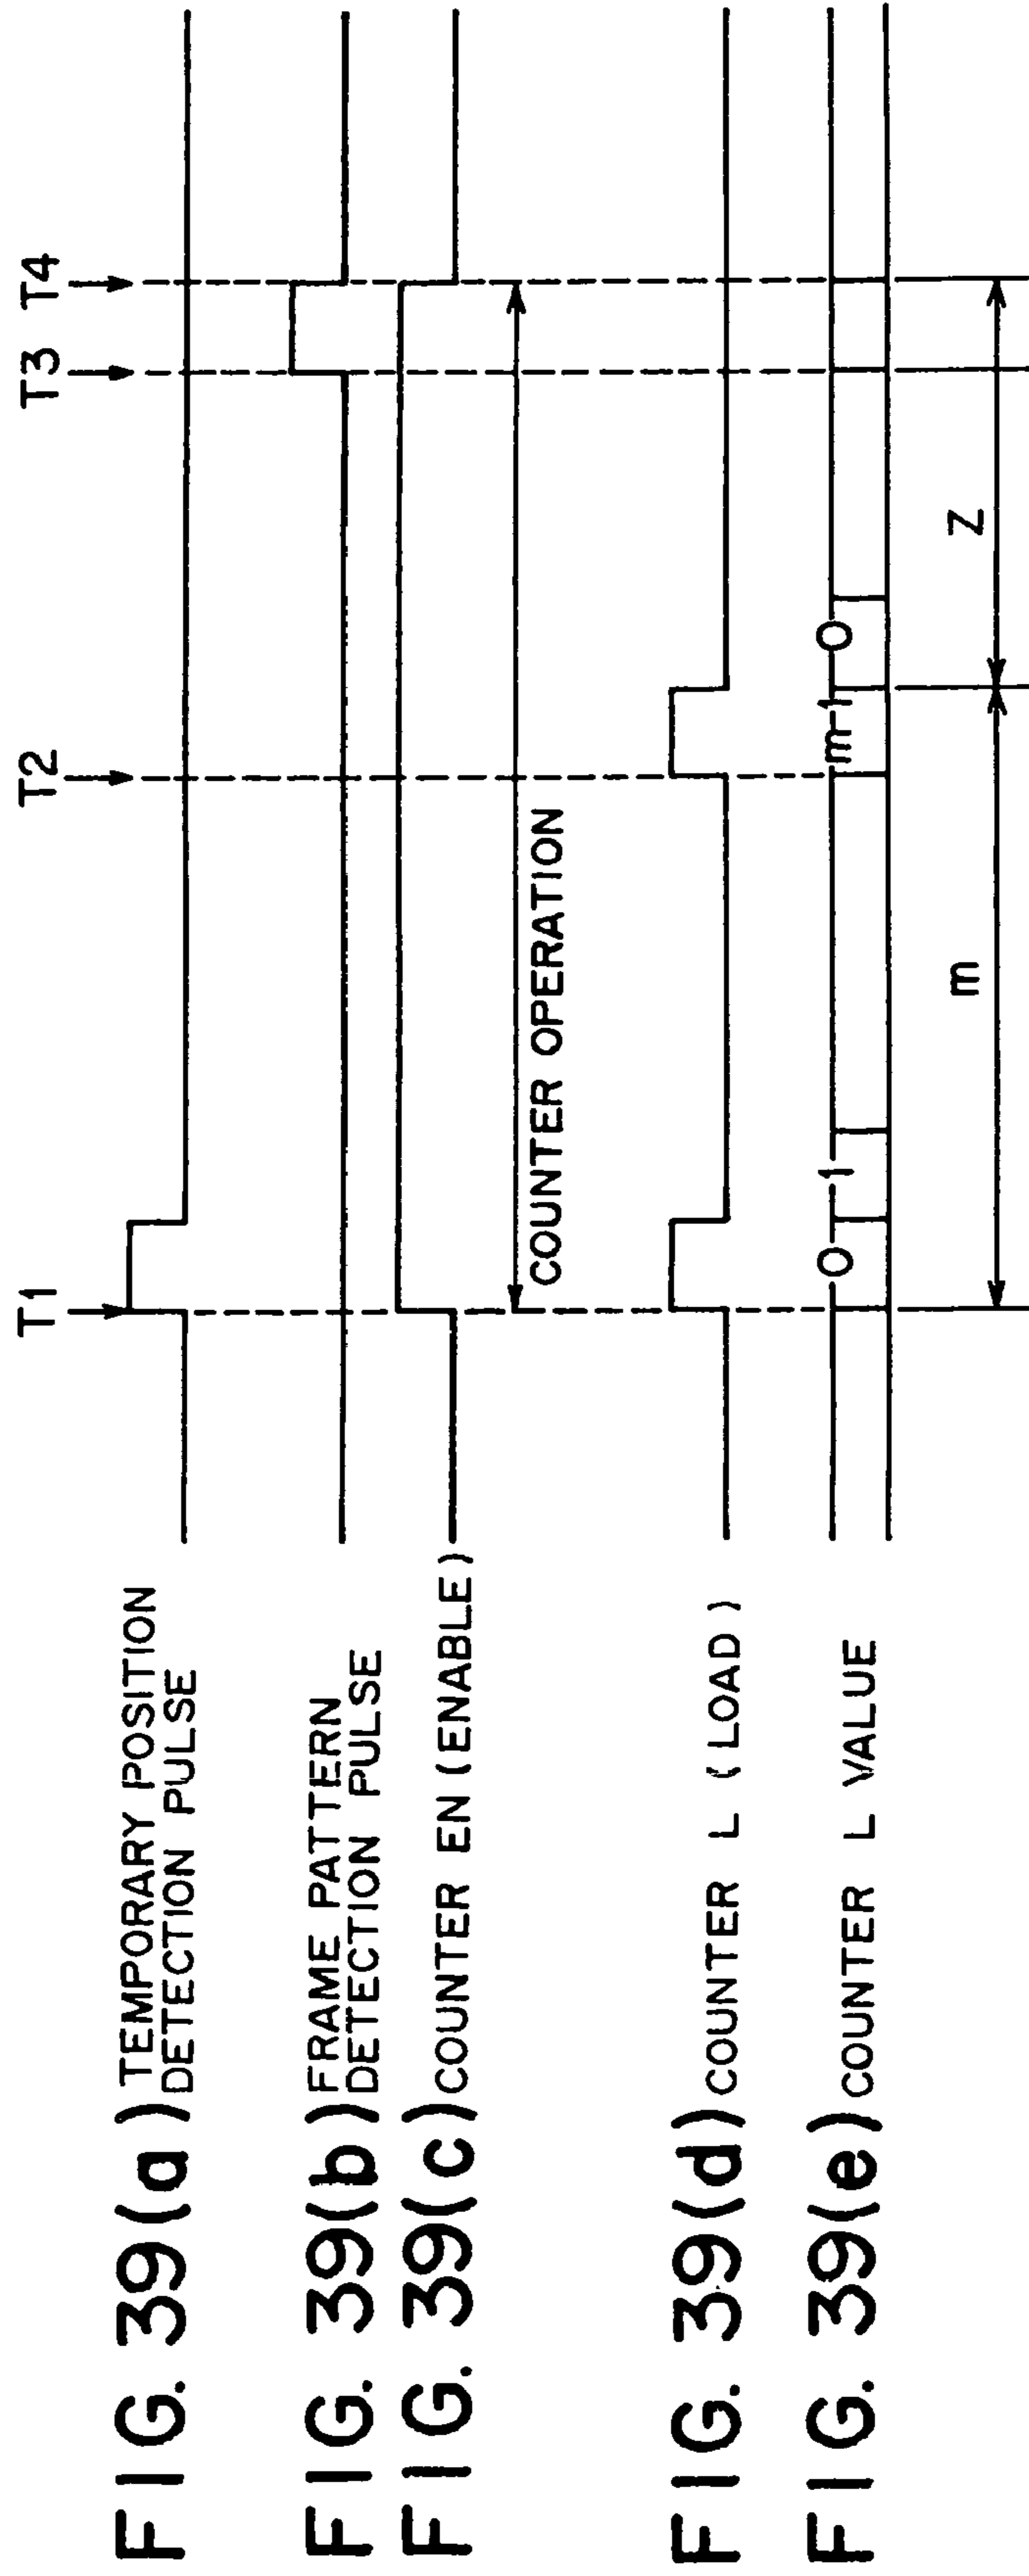 T1 T2 T3 T4
FIG. 39(a) TEMPORARY POSITION
DETECTION PULSE
FIG. 39(b) FRAME PATTERN
DETECTION PULSE
FIG. 39(c) COUNTER EN (ENABLE)
COUNTER OPERATION
FIG. 39(d) COUNTER L (LOAD)
FIG. 39(e) COUNTER L VALUE
0 1 m-1 0
m Z